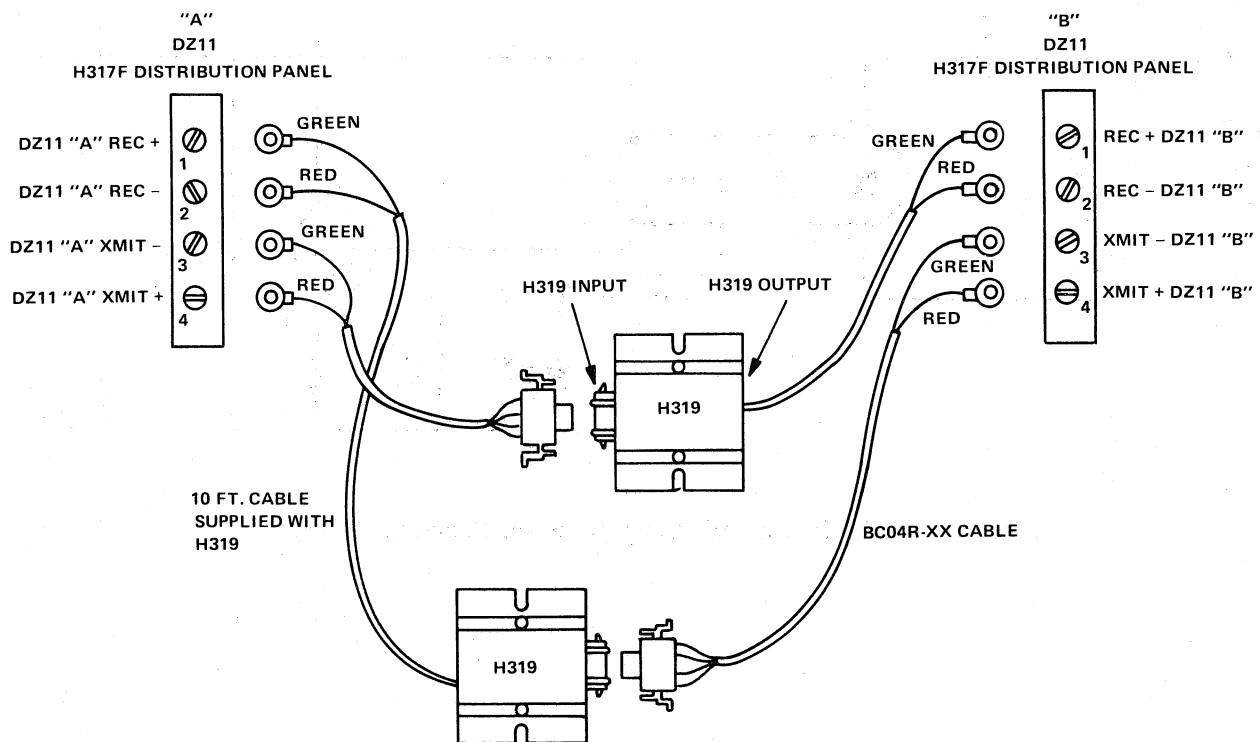 "A"
DZ11
H317F DISTRIBUTION PANEL
"B"
DZ11
H317F DISTRIBUTION PANEL
DZ11 "A" REC +
1
GREEN
DZ11 "A" REC –
2
RED
DZ11 "A" XMIT –
3
GREEN
DZ11 "A" XMIT +
4
RED
GREEN
1
REC + DZ11 "B"
RED
2
REC – DZ11 "B"
GREEN
3
XMIT – DZ11 "B"
RED
4
XMIT + DZ11 "B"
H319 INPUT
H319 OUTPUT
H319
10 FT. CABLE
SUPPLIED WITH
H319
BC04R-XX CABLE
H319